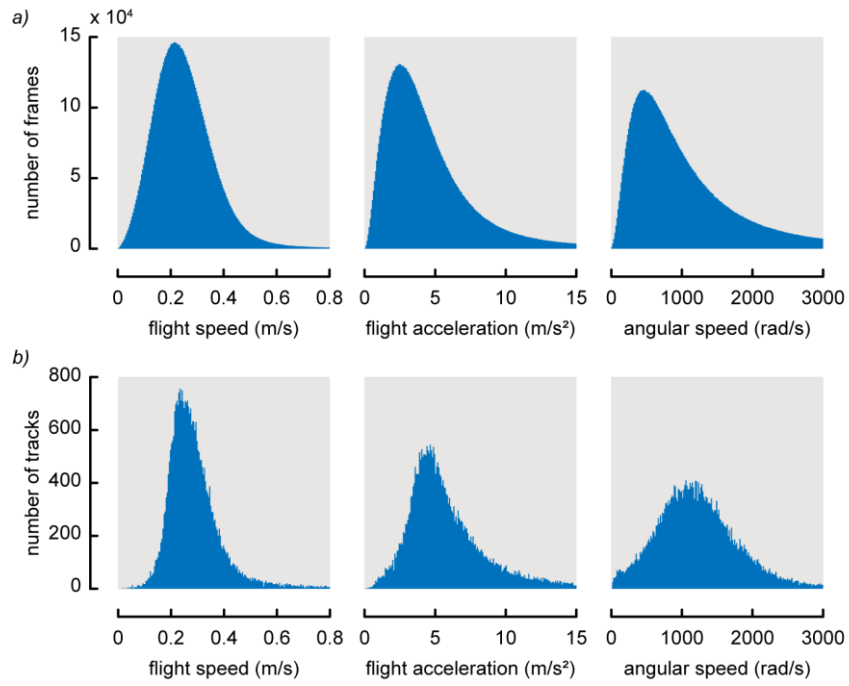 a)
x 10⁴
15
10
5
0
number of frames
0 0.2 0.4 0.6 0.8
flight speed (m/s)
0 5 10 15
flight acceleration (m/s²)
0 1000 2000 3000
angular speed (rad/s)
b)
800
600
400
200
0
number of tracks
0 0.2 0.4 0.6 0.8
flight speed (m/s)
0 5 10 15
flight acceleration (m/s²)
0 1000 2000 3000
angular speed (rad/s)